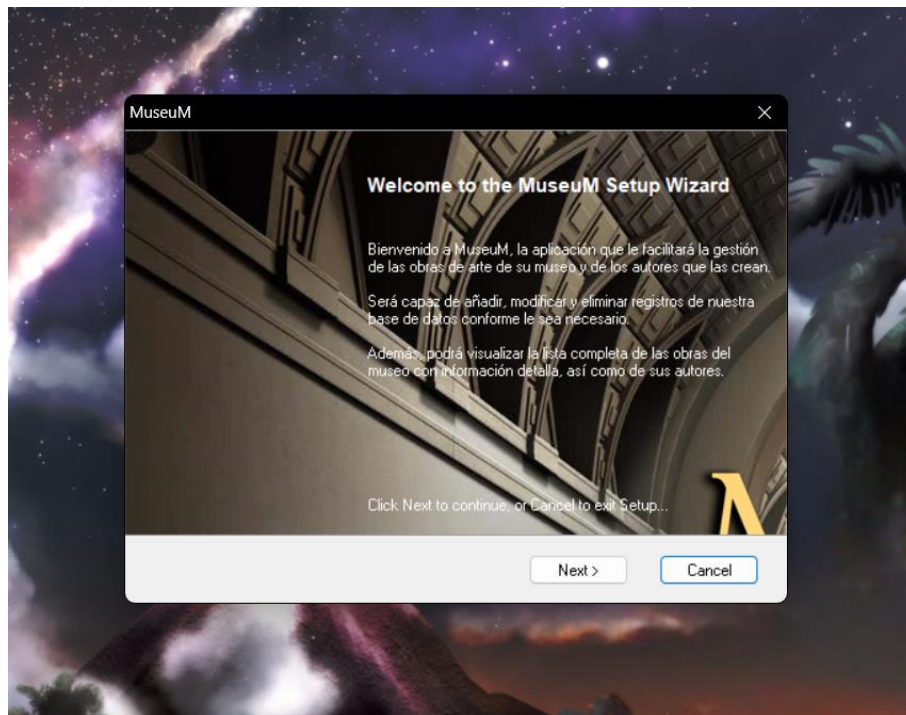 MuseuM
Welcome to the MuseuM Setup Wizard
Bienvenido a MuseuM, la aplicación que le facilitará la gestión
de las obras de arte de su museo y de los autores que las crean.
Será capaz de añadir, modificar y eliminar registros de nuestra
base de datos conforme le sea necesario.
Además, podrá visualizar la lista completa de las obras del
museo con información detalla, así como de sus autores.
Click Next to continue, or Cancel to exit Setup...
M
Next >
Cancel